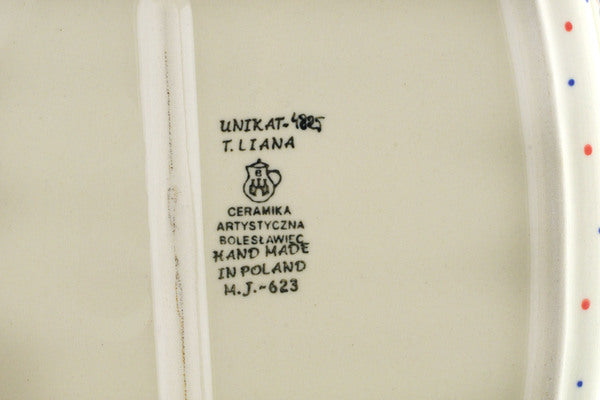 UNIKAT-4825
T. LIANA
CERAMIKA
ARTYSTYCZNA
BOLESŁAWIEC
HAND MADE
IN POLAND
M.J.-623